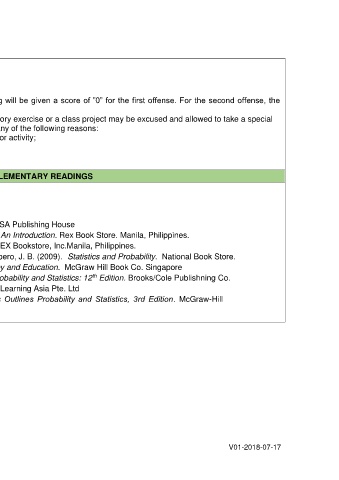 g will be given a score of "0" for the first offense. For the second offense, the
ory exercise or a class project may be excused and allowed to take a special
ny of the following reasons:
or activity;
LEMENTARY READINGS
SA Publishing House
An Introduction. Rex Book Store. Manila, Philippines.
EX Bookstore, Inc.Manila, Philippines.
pero, J. B. (2009). Statistics and Probability. National Book Store.
y and Education. McGraw Hill Book Co. Singapore
robability and Statistics: 12th Edition. Brooks/Cole Publishnng Co.
Learning Asia Pte. Ltd
s Outlines Probability and Statistics, 3rd Edition. McGraw-Hill
V01-2018-07-17